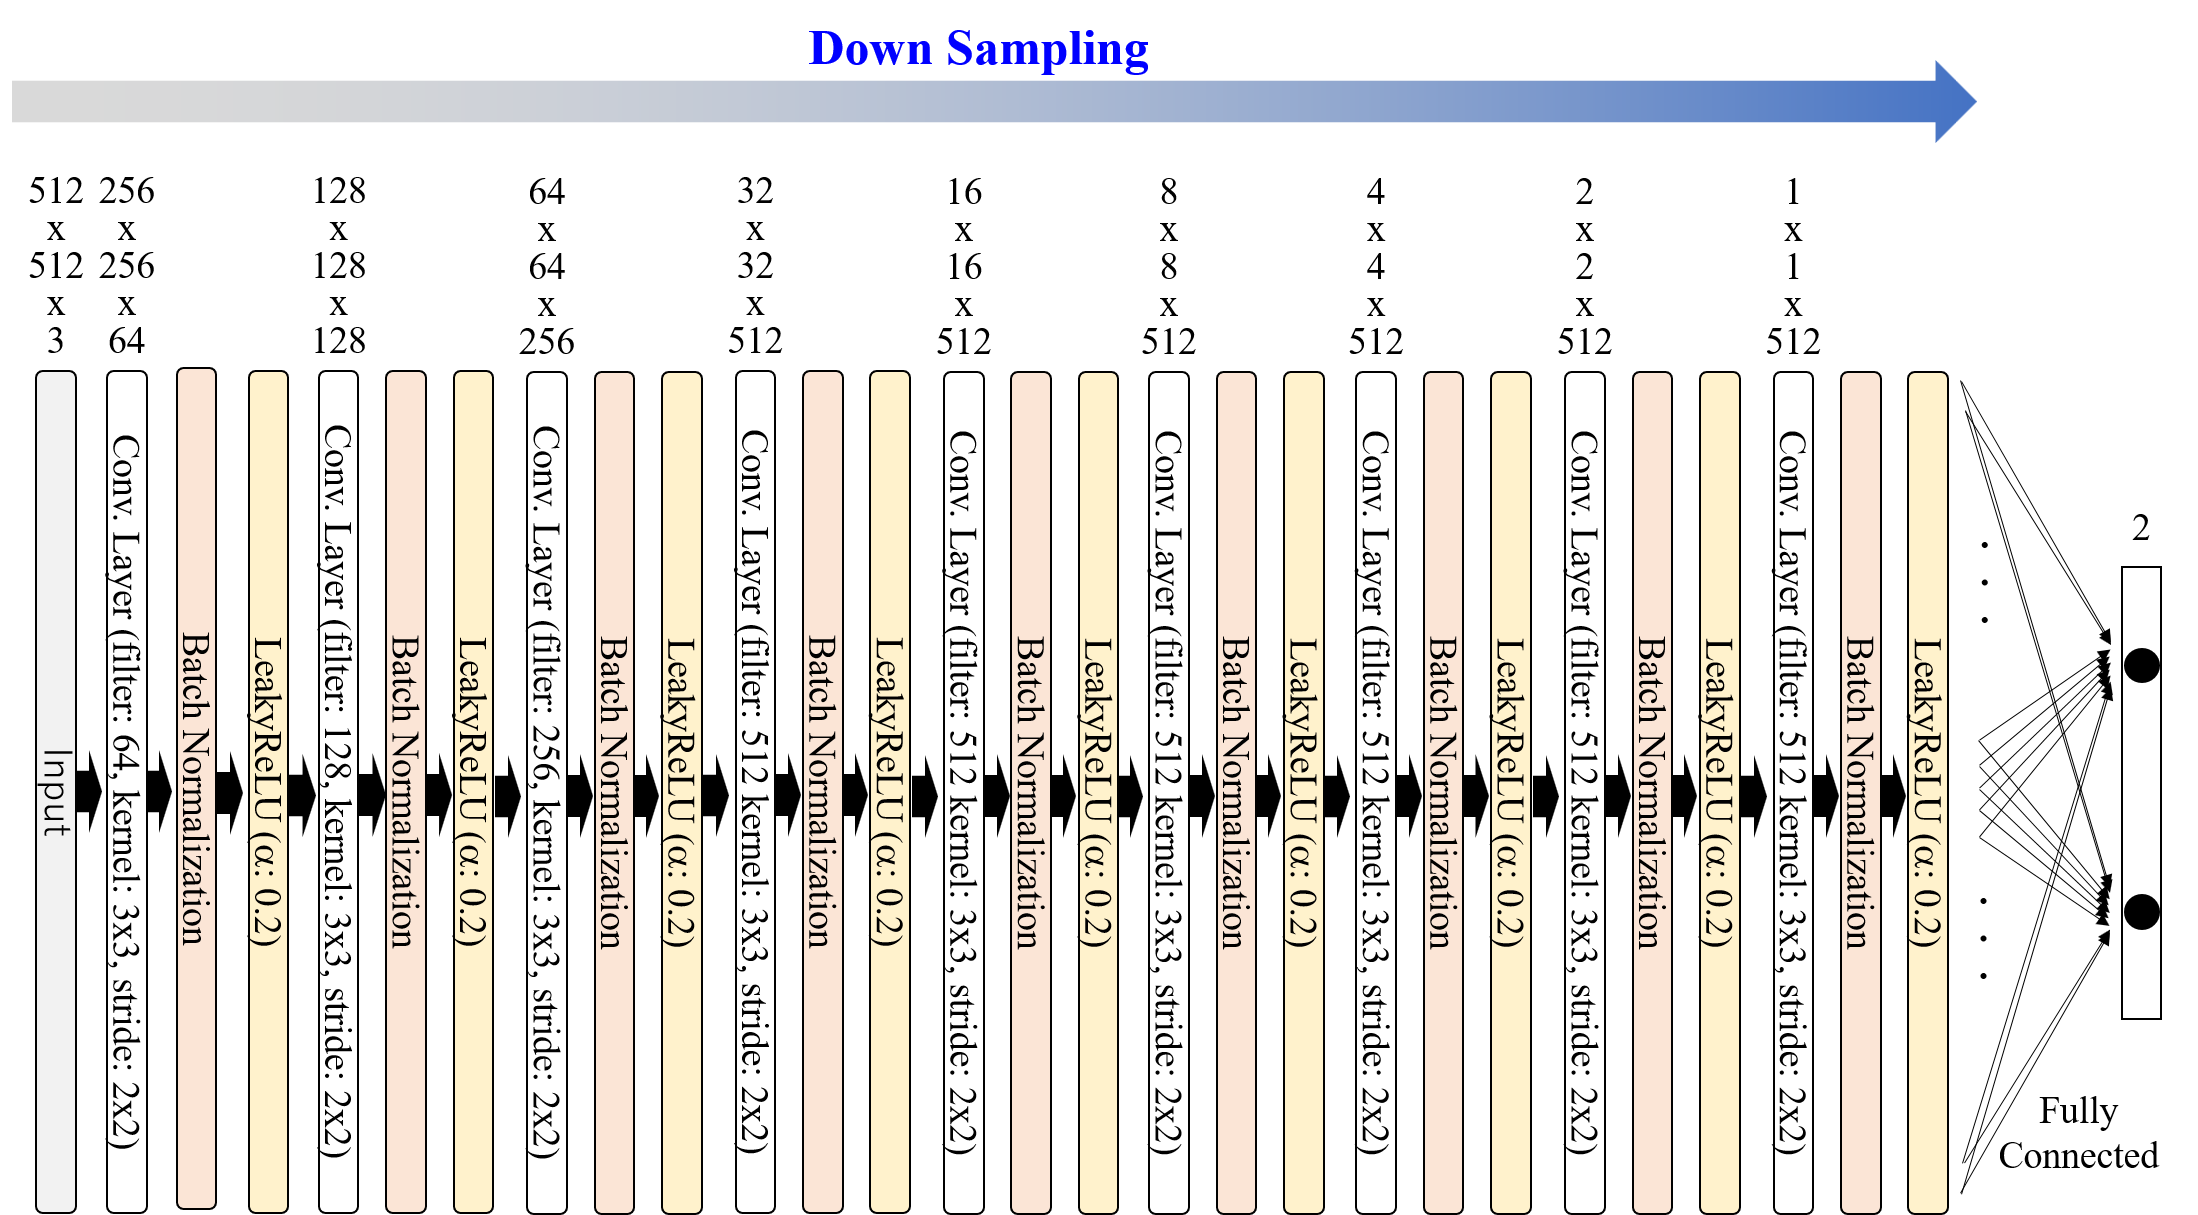 Down Sampling
512
x
512
x
3
256
x
256
x
64
128
x
128
x
128
64
x
64
x
256
32
x
32
x
512
16
x
16
x
512
8
x
8
x
512
4
x
4
x
512
2
x
2
x
512
1
x
1
x
512
Input
Conv. Layer (filter: 64, kernel: 3x3, stride: 2x2)
Batch Normalization
LeakyReLU (α: 0.2)
Conv. Layer (filter: 128, kernel: 3x3, stride: 2x2)
Batch Normalization
LeakyReLU (α: 0.2)
Conv. Layer (filter: 256, kernel: 3x3, stride: 2x2)
Batch Normalization
LeakyReLU (α: 0.2)
Conv. Layer (filter: 512 kernel: 3x3, stride: 2x2)
Batch Normalization
LeakyReLU (α: 0.2)
Conv. Layer (filter: 512 kernel: 3x3, stride: 2x2)
Batch Normalization
LeakyReLU (α: 0.2)
Conv. Layer (filter: 512 kernel: 3x3, stride: 2x2)
Batch Normalization
LeakyReLU (α: 0.2)
Conv. Layer (filter: 512 kernel: 3x3, stride: 2x2)
Batch Normalization
LeakyReLU (α: 0.2)
Conv. Layer (filter: 512 kernel: 3x3, stride: 2x2)
Batch Normalization
LeakyReLU (α: 0.2)
Conv. Layer (filter: 512 kernel: 3x3, stride: 2x2)
Batch Normalization
LeakyReLU (α: 0.2)
2
Fully
Connected